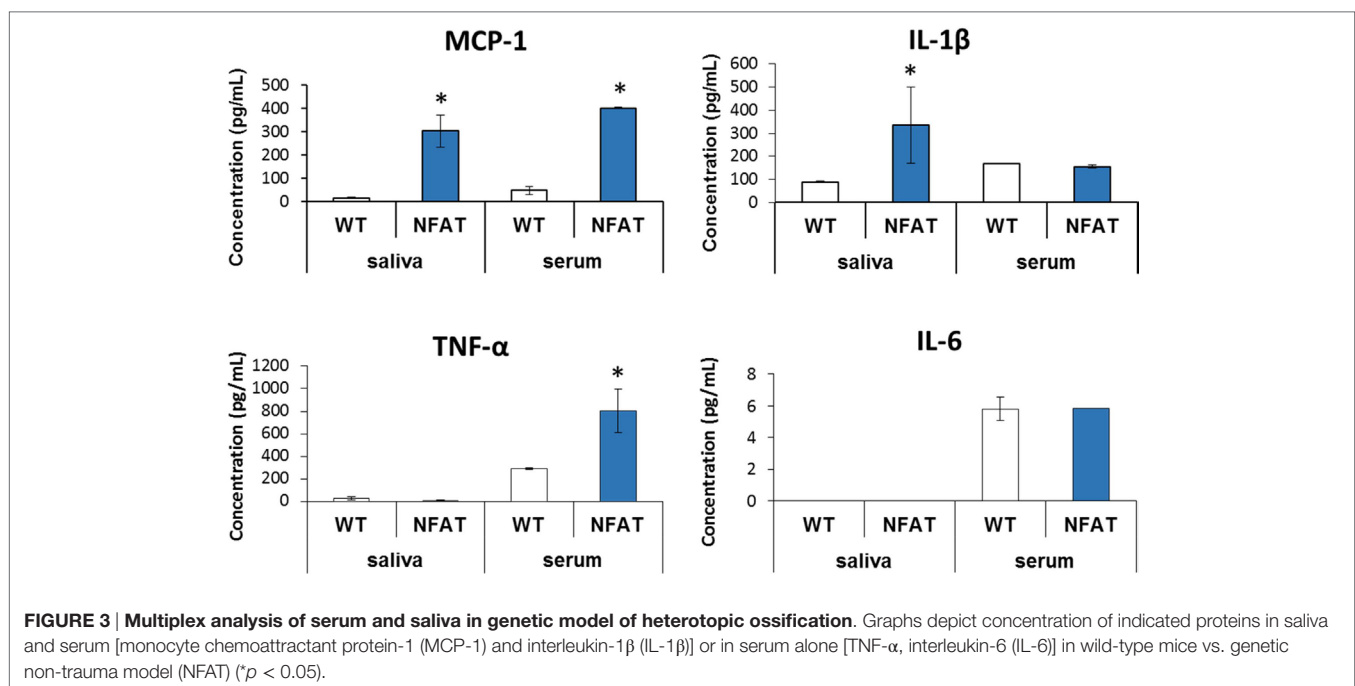 MCP-1
Concentration (pg/mL)
500
400
300
200
100
0
*
*
WT
NFAT
WT
NFAT
saliva
serum
IL-1β
Concentration (pg/mL)
600
500
400
300
200
100
0
*
WT
NFAT
WT
NFAT
saliva
serum
TNF-α
Concentration (pg/mL)
1200
1000
800
600
400
200
0
*
WT
NFAT
WT
NFAT
saliva
serum
IL-6
Concentration (pg/mL)
8
6
4
2
0
WT
NFAT
WT
NFAT
saliva
serum
FIGURE 3 | Multiplex analysis of serum and saliva in genetic model of heterotopic ossification. Graphs depict concentration of indicated proteins in saliva
and serum [monocyte chemoattractant protein-1 (MCP-1) and interleukin-1β (IL-1β)] or in serum alone [TNF-α, interleukin-6 (IL-6)] in wild-type mice vs. genetic
non-trauma model (NFAT) (*p < 0.05).